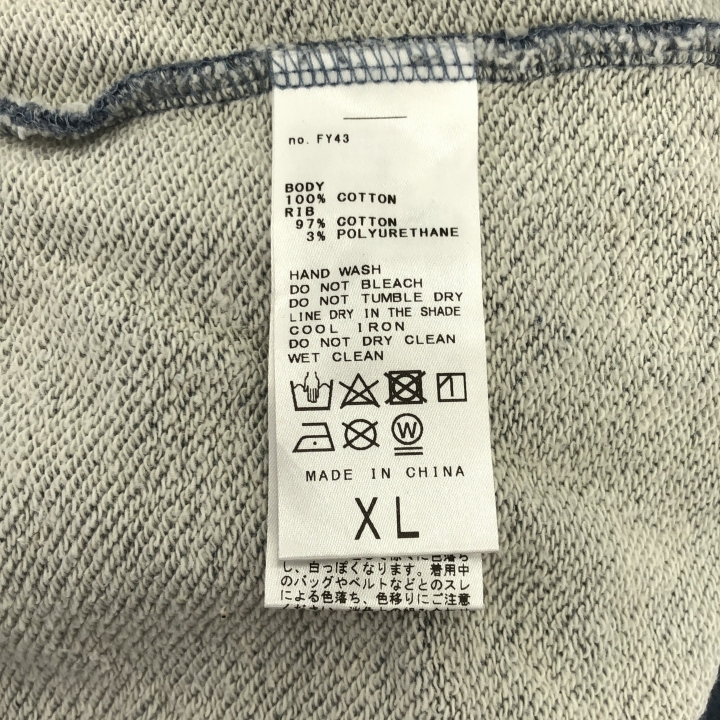 no. FY43
BODY
100% COTTON
RIB
97% COTTON
3% POLYURETHANE
HAND WASH
DO NOT BLEACH
DO NOT TUMBLE DRY
LINE DRY IN THE SHADE
COOL IRON
DO NOT DRY CLEAN
WET CLEAN
W
MADE IN CHINA
XL
し、白っぽくなります。着用中
のバッグやベルトなどとのスレ
による色落ち、色移りにご注意